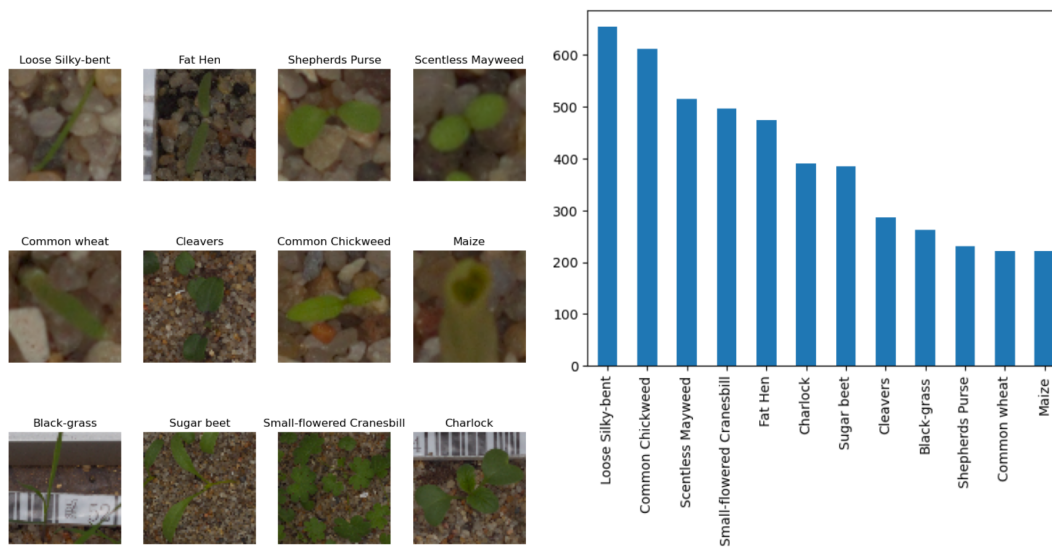 Loose Silky-bent
Fat Hen
Shepherds Purse
Scentless Mayweed
Common wheat
Cleavers
Common Chickweed
Maize
Black-grass
Sugar beet
Small-flowered Cranesbill
Charlock
600
500
400
300
200
100
0
Loose Silky-bent
Common Chickweed
Scentless Mayweed
Small-flowered Cranesbill
Fat Hen
Charlock
Sugar beet
Cleavers
Black-grass
Shepherds Purse
Common wheat
Maize